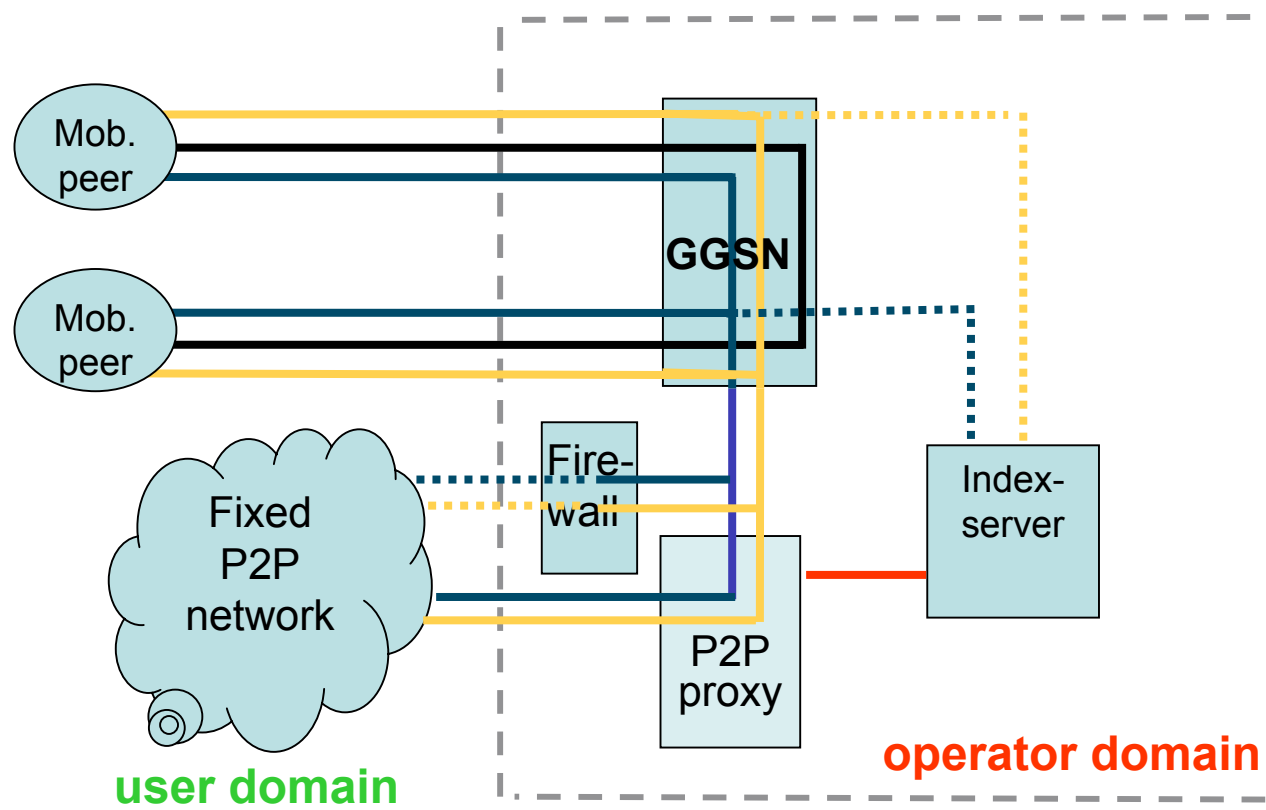 Mob.
peer
GGSN
Mob.
peer
Fire-
wall
Fixed
P2P
network
Index-
server
P2P
proxy
operator domain
user domain